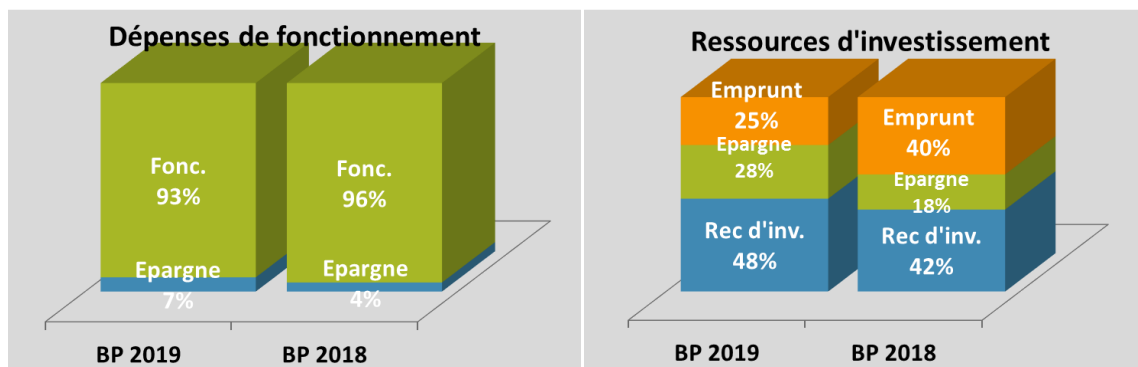 Dépenses de fonctionnement
Fonc.
93%
Epargne
7%
Fonc.
96%
Epargne
4%
BP 2019
BP 2018
Ressources d'investissement
Emprunt
25%
Epargne
28%
Rec d'inv.
48%
Emprunt
40%
Epargne
18%
Rec d'inv.
42%
BP 2019
BP 2018